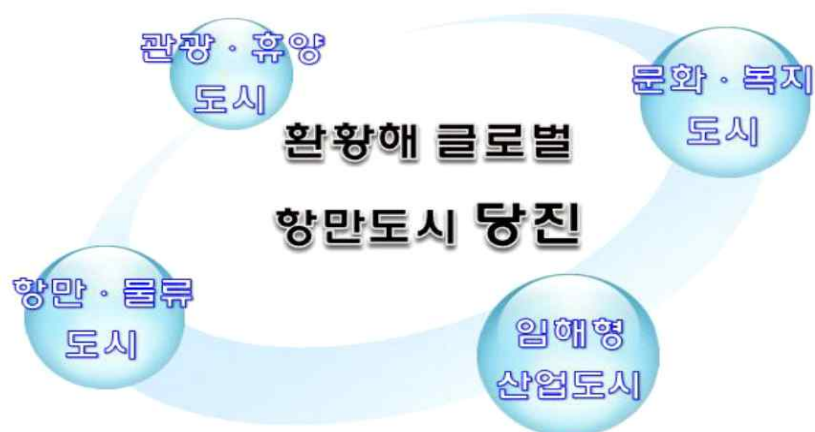 관광 · 휴양
도시
문화 · 복지
도시
환황해 글로벌
항만도시 당진
항만 · 물류
도시
임해형
산업도시